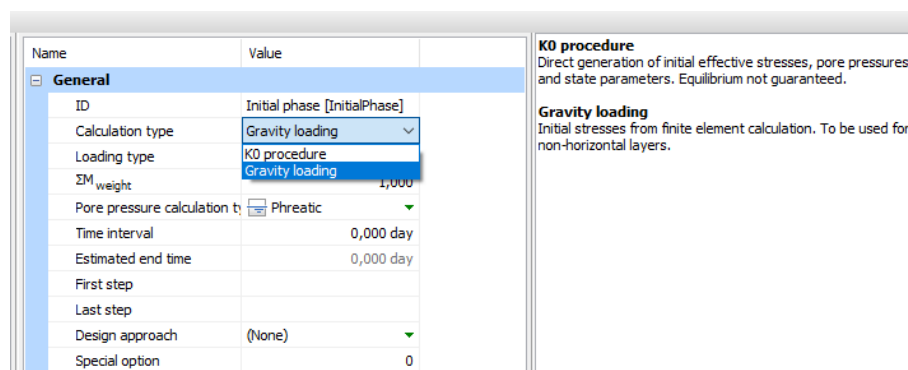 Name Value
General
ID Initial phase [InitialPhase]
Calculation type Gravity loading
Loading type K0 procedure
Gravity loading
ΣM weight 1,000
Pore pressure calculation ty Phreatic
Time interval 0,000 day
Estimated end time 0,000 day
First step
Last step
Design approach (None)
Special option 0
K0 procedure
Direct generation of initial effective stresses, pore pressures
and state parameters. Equilibrium not guaranteed.
Gravity loading
Initial stresses from finite element calculation. To be used for
non-horizontal layers.